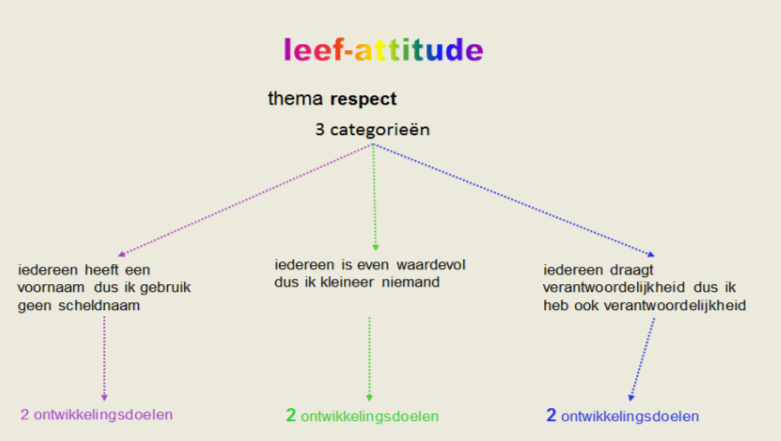 leef-attitude
thema respect
3 categorieën
iedereen heeft een
voornaam dus ik gebruik
geen scheldnaam
iedereen is even waardevol
dus ik kleineer niemand
iedereen draagt
verantwoordelijkheid dus ik
heb ook verantwoordelijkheid
2 ontwikkelingsdoelen
2 ontwikkelingsdoelen
2 ontwikkelingsdoelen